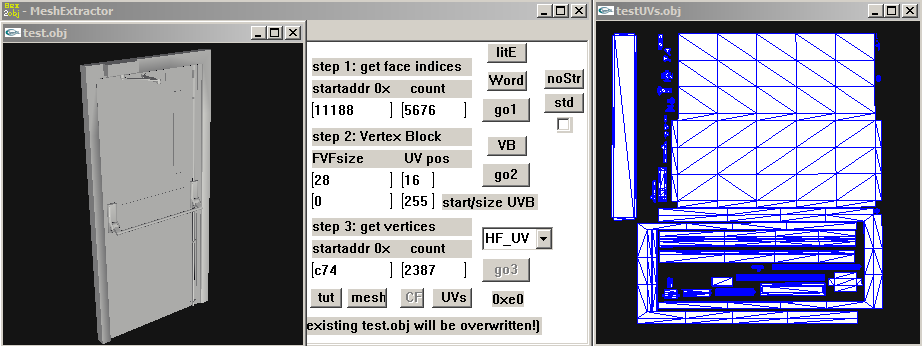 Hex
2obj
- MeshExtractor
test.obj
testUVs.obj
litE
step 1: get face indices
Word
noStr
startaddr 0x count
std
[11188 ] [5676 ]
go1
step 2: Vertex Block
VB
FVFsize UV pos
go2
[28 ] [16 ]
[0 ] [255 ] start/size UVB
step 3: get vertices
HF_UV
startaddr 0x count
[c74 ] [2387 ]
go3
tut mesh CF UVs 0xe0
existing test.obj will be overwritten!)